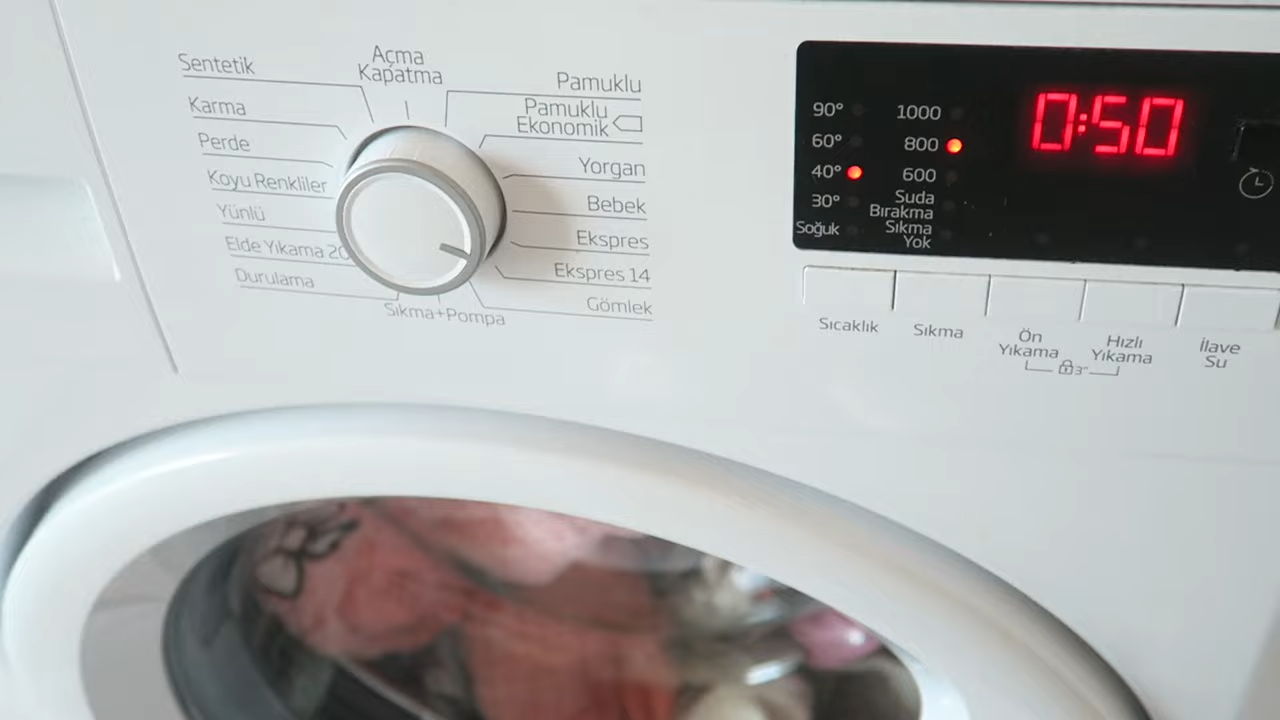 Açma
Kapatma
Sentetik
Karma
Perde
Koyu Renkliler
Yünlü
Elde Yıkama 20
Durulama
Sıkma+Pompa
Pamuklu
Pamuklu
Ekonomik
Yorgan
Bebek
Ekspres
Ekspres 14
Gömlek
90°
60°
40°
30°
Soğuk
1000
800
600
Suda
Bırakma
Sıkma
Yok
0:50
Sıcaklık
Sıkma
Ön
Yıkama
Hızlı
Yıkama
3"
İlave
Su